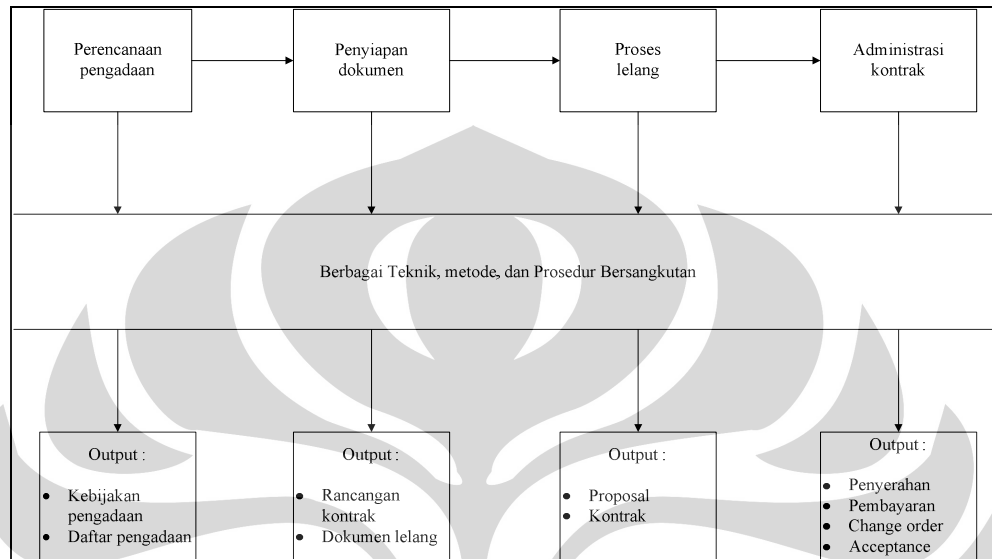 Perencanaan
pengadaan
Penyiapan
dokumen
Proses
lelang
Administrasi
kontrak
Berbagai Teknik, metode, dan Prosedur Bersangkutan
Output :
• Kebijakan
pengadaan
• Daftar pengadaan
Output :
• Rancangan
kontrak
• Dokumen lelang
Output :
• Proposal
• Kontrak
Output :
• Penyerahan
• Pembayaran
• Change order
• Acceptance